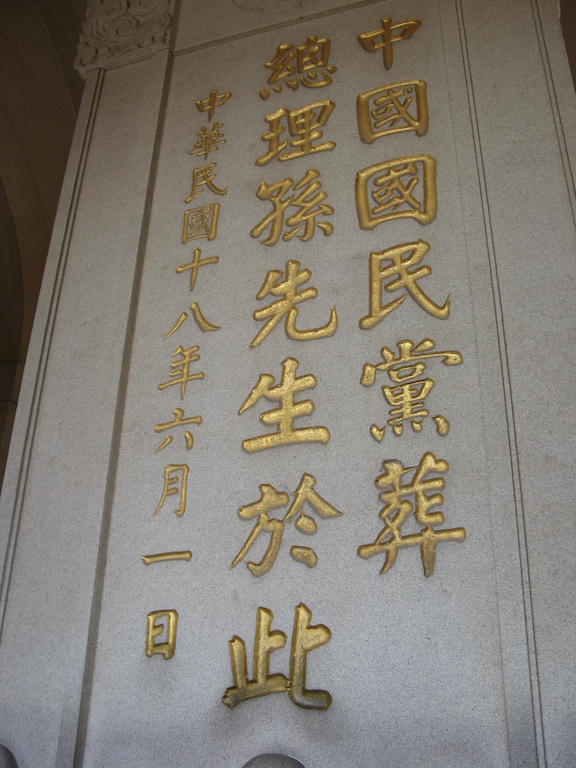 中國國民黨葬
總理孫先生於此
中華民國十八年六月一日